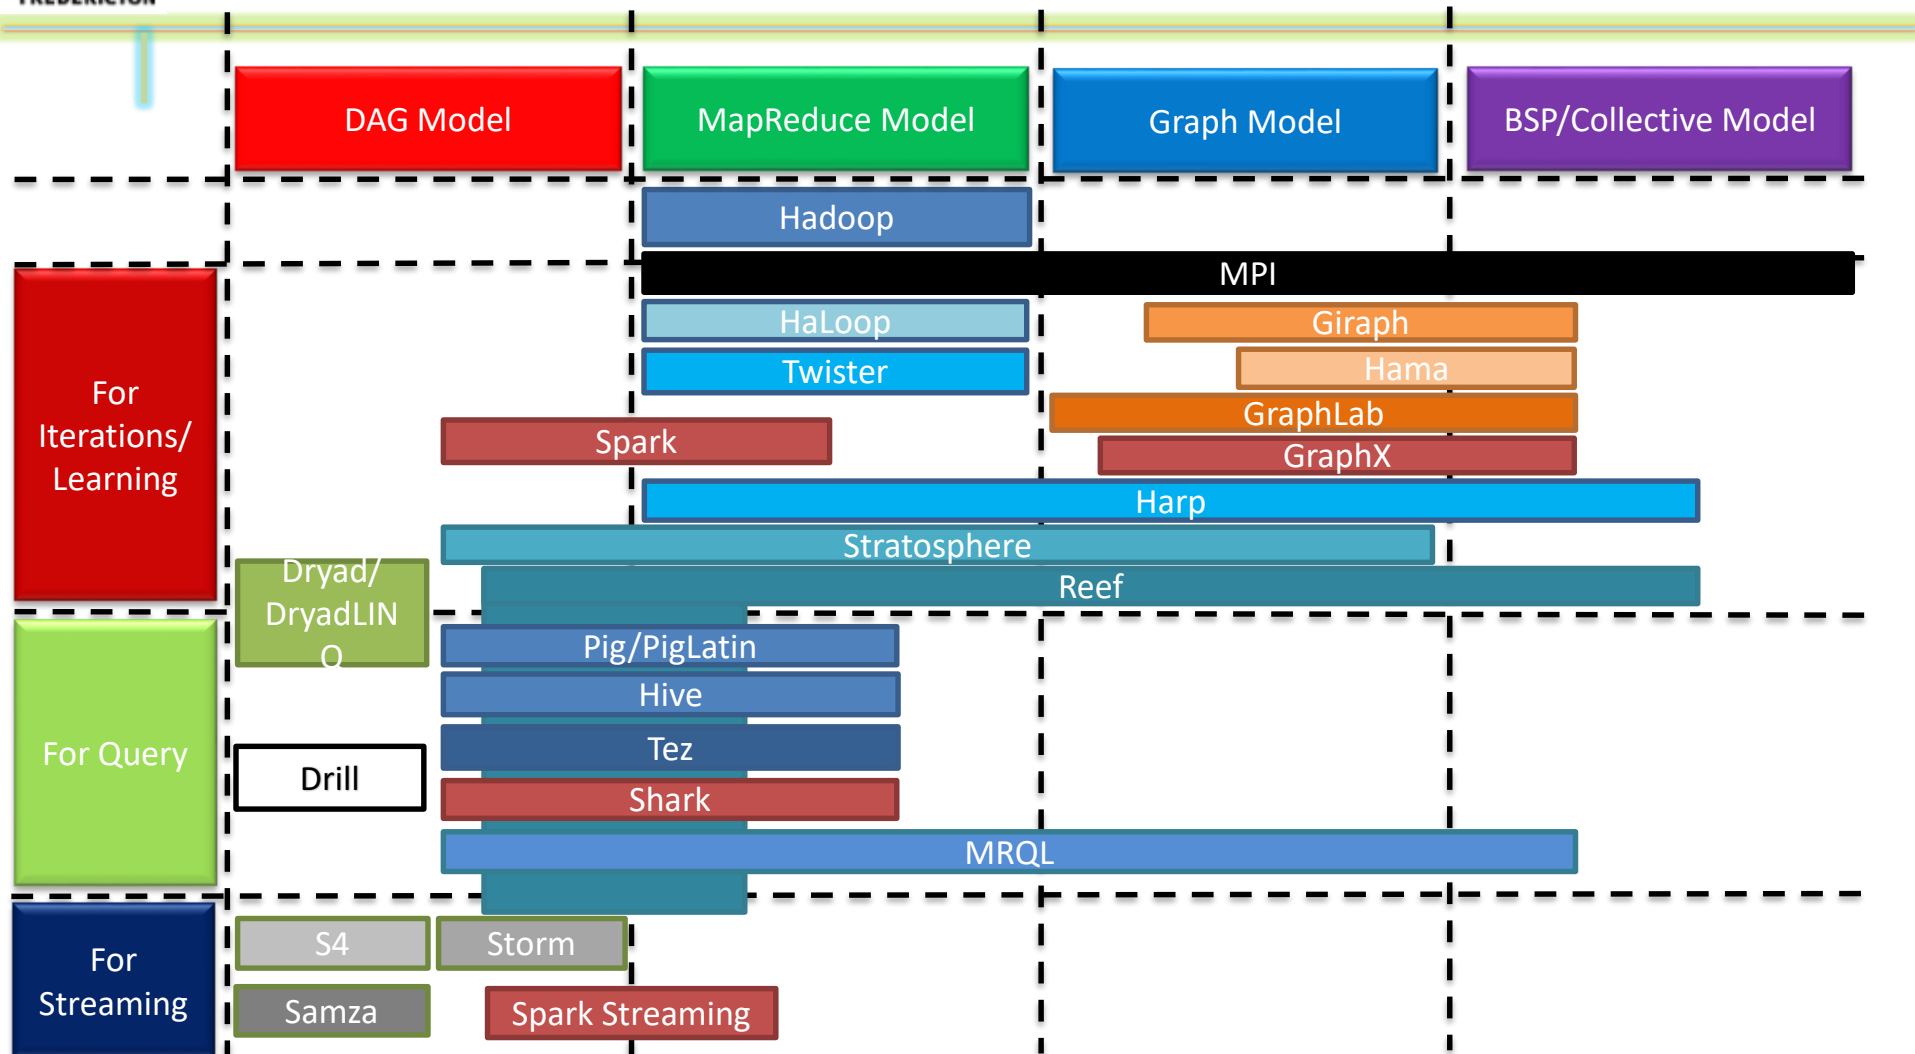 FREDERICTON
DAG Model
MapReduce Model
Graph Model
BSP/Collective Model
Hadoop
MPI
HaLoop
Giraph
Twister
Hama
For
Iterations/
Learning
GraphLab
Spark
GraphX
Harp
Stratosphere
Dryad/
DryadLIN
Q
Reef
Pig/PigLatin
Hive
For Query
Tez
Drill
Shark
MRQL
For
Streaming
S4
Storm
Samza
Spark Streaming